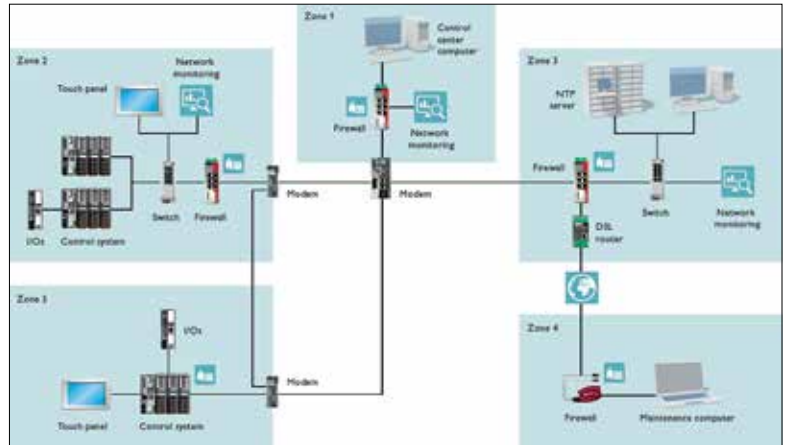 Zone 1
Control
center
computer
Firewall
Network
monitoring
Modem
Zone 2
Network
monitoring
Touch panel
Switch
Firewall
I/Os
Control system
Modem
Zone 3
NTP
server
Firewall
Switch
Network
monitoring
DSL
router
Zone 4
Firewall
Maintenance computer
I/Os
Touch panel
Control system
Modem